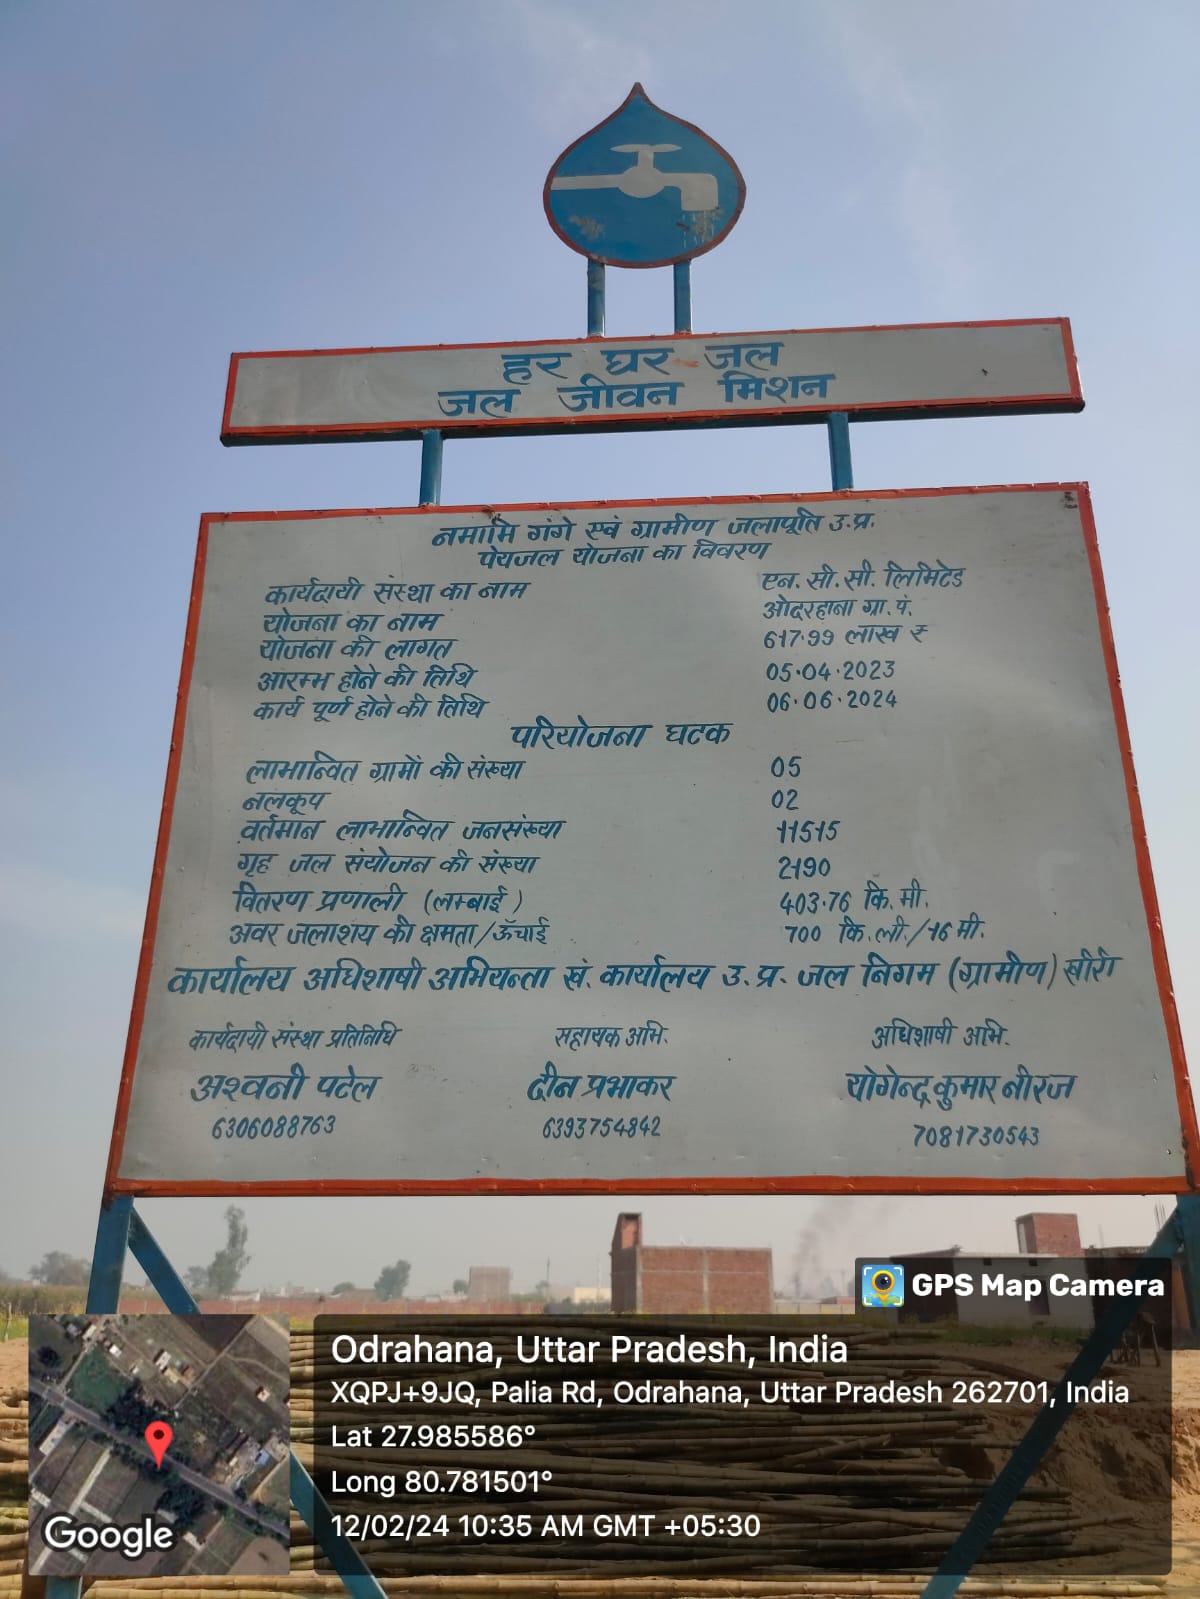 हर घर जल
जल जीवन मिशन
नमामि गंगे एवं ग्रामीण जलापूर्ति उ.प्र.
पेयजल योजना का विवरण
कार्यदायी संस्था का नाम एन. सी. सी. लिमिटेड
योजना का नाम ओदरहाना ग्रा. पं.
योजना की लागत 617.99 लाख ₹
आरम्भ होने की तिथि 05.04.2023
कार्य पूर्ण होने की तिथि 06.06.2024
परियोजना घटक
लाभान्वित ग्रामों की संख्या 05
नलकूप 02
वर्तमान लाभान्वित जनसंख्या 11515
गृह जल संयोजन की संख्या 2190
वितरण प्रणाली (लम्बाई) 403.76 कि. मी.
अवर जलाशय की क्षमता/ऊँचाई 700 कि. ली./16 मी.
कार्यालय अधिशाषी अभियन्ता खं. कार्यालय उ. प्र. जल निगम (ग्रामीण) खीरी
कार्यदायी संस्था प्रतिनिधि सहायक अभि. अधिशाषी अभि.
अश्वनी पटेल दीन प्रभाकर योगेन्द्र कुमार नीरज
6306088763 6393754842 7081730543
GPS Map Camera
Odrahana, Uttar Pradesh, India
XQPJ+9JQ, Palia Rd, Odrahana, Uttar Pradesh 262701, India
Lat 27.985586°
Long 80.781501°
12/02/24 10:35 AM GMT +05:30
Google